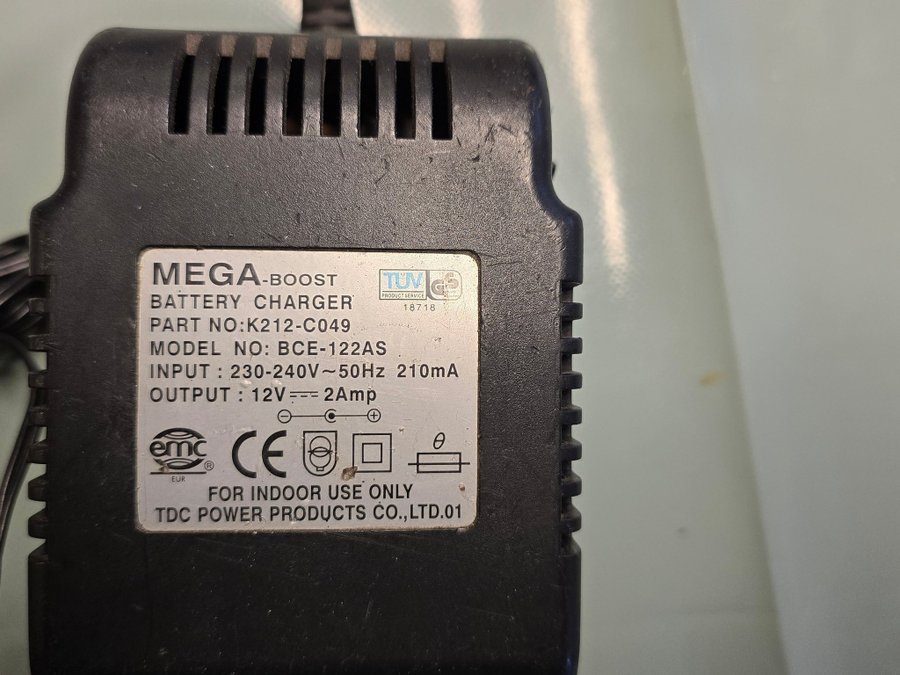 MEGA-BOOST
TÜV GS
PRODUCT SERVICE
18718
BATTERY CHARGER
PART NO:K212-C049
MODEL NO: BCE-122AS
INPUT : 230-240V~50Hz 210mA
OUTPUT : 12V⎓2Amp
emc ® CE θ
EUR
FOR INDOOR USE ONLY
TDC POWER PRODUCTS CO.,LTD.01